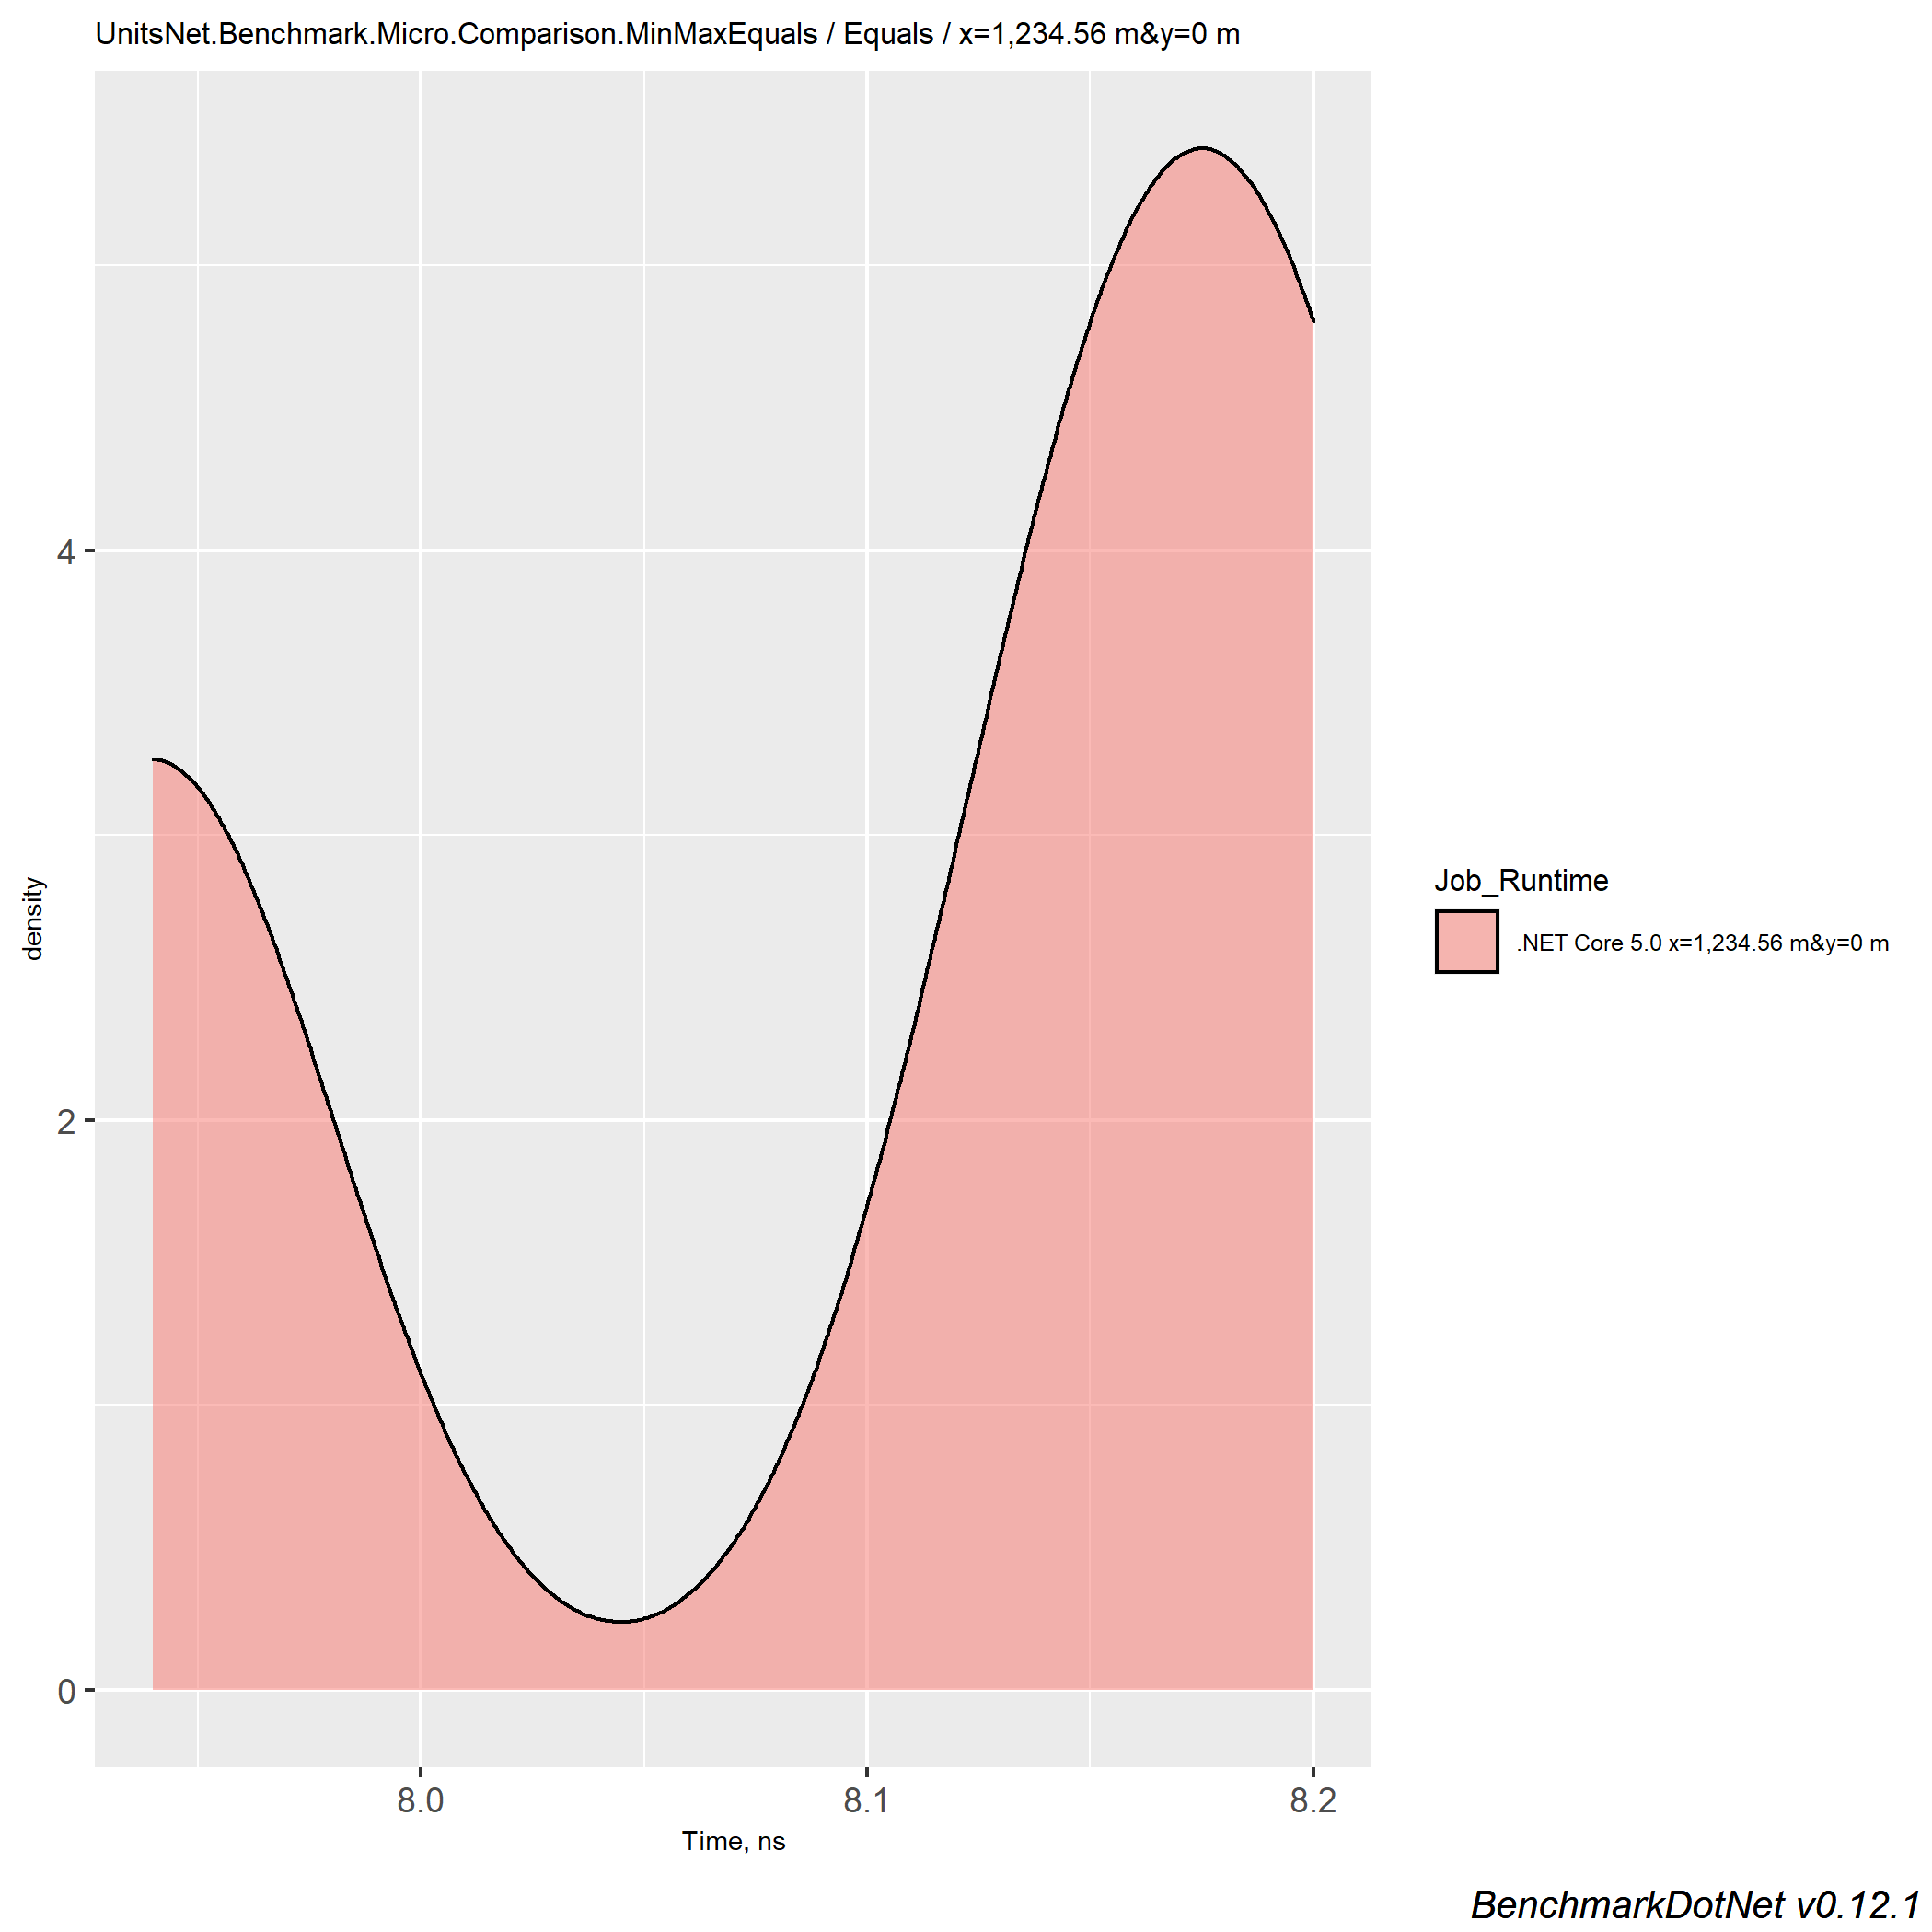 UnitsNet.Benchmark.Micro.Comparison.MinMaxEquals / Equals / x=1,234.56 m&y=0 m
4
2
0
density
8.0
8.1
8.2
Time, ns
Job_Runtime
.NET Core 5.0 x=1,234.56 m&y=0 m
BenchmarkDotNet v0.12.1